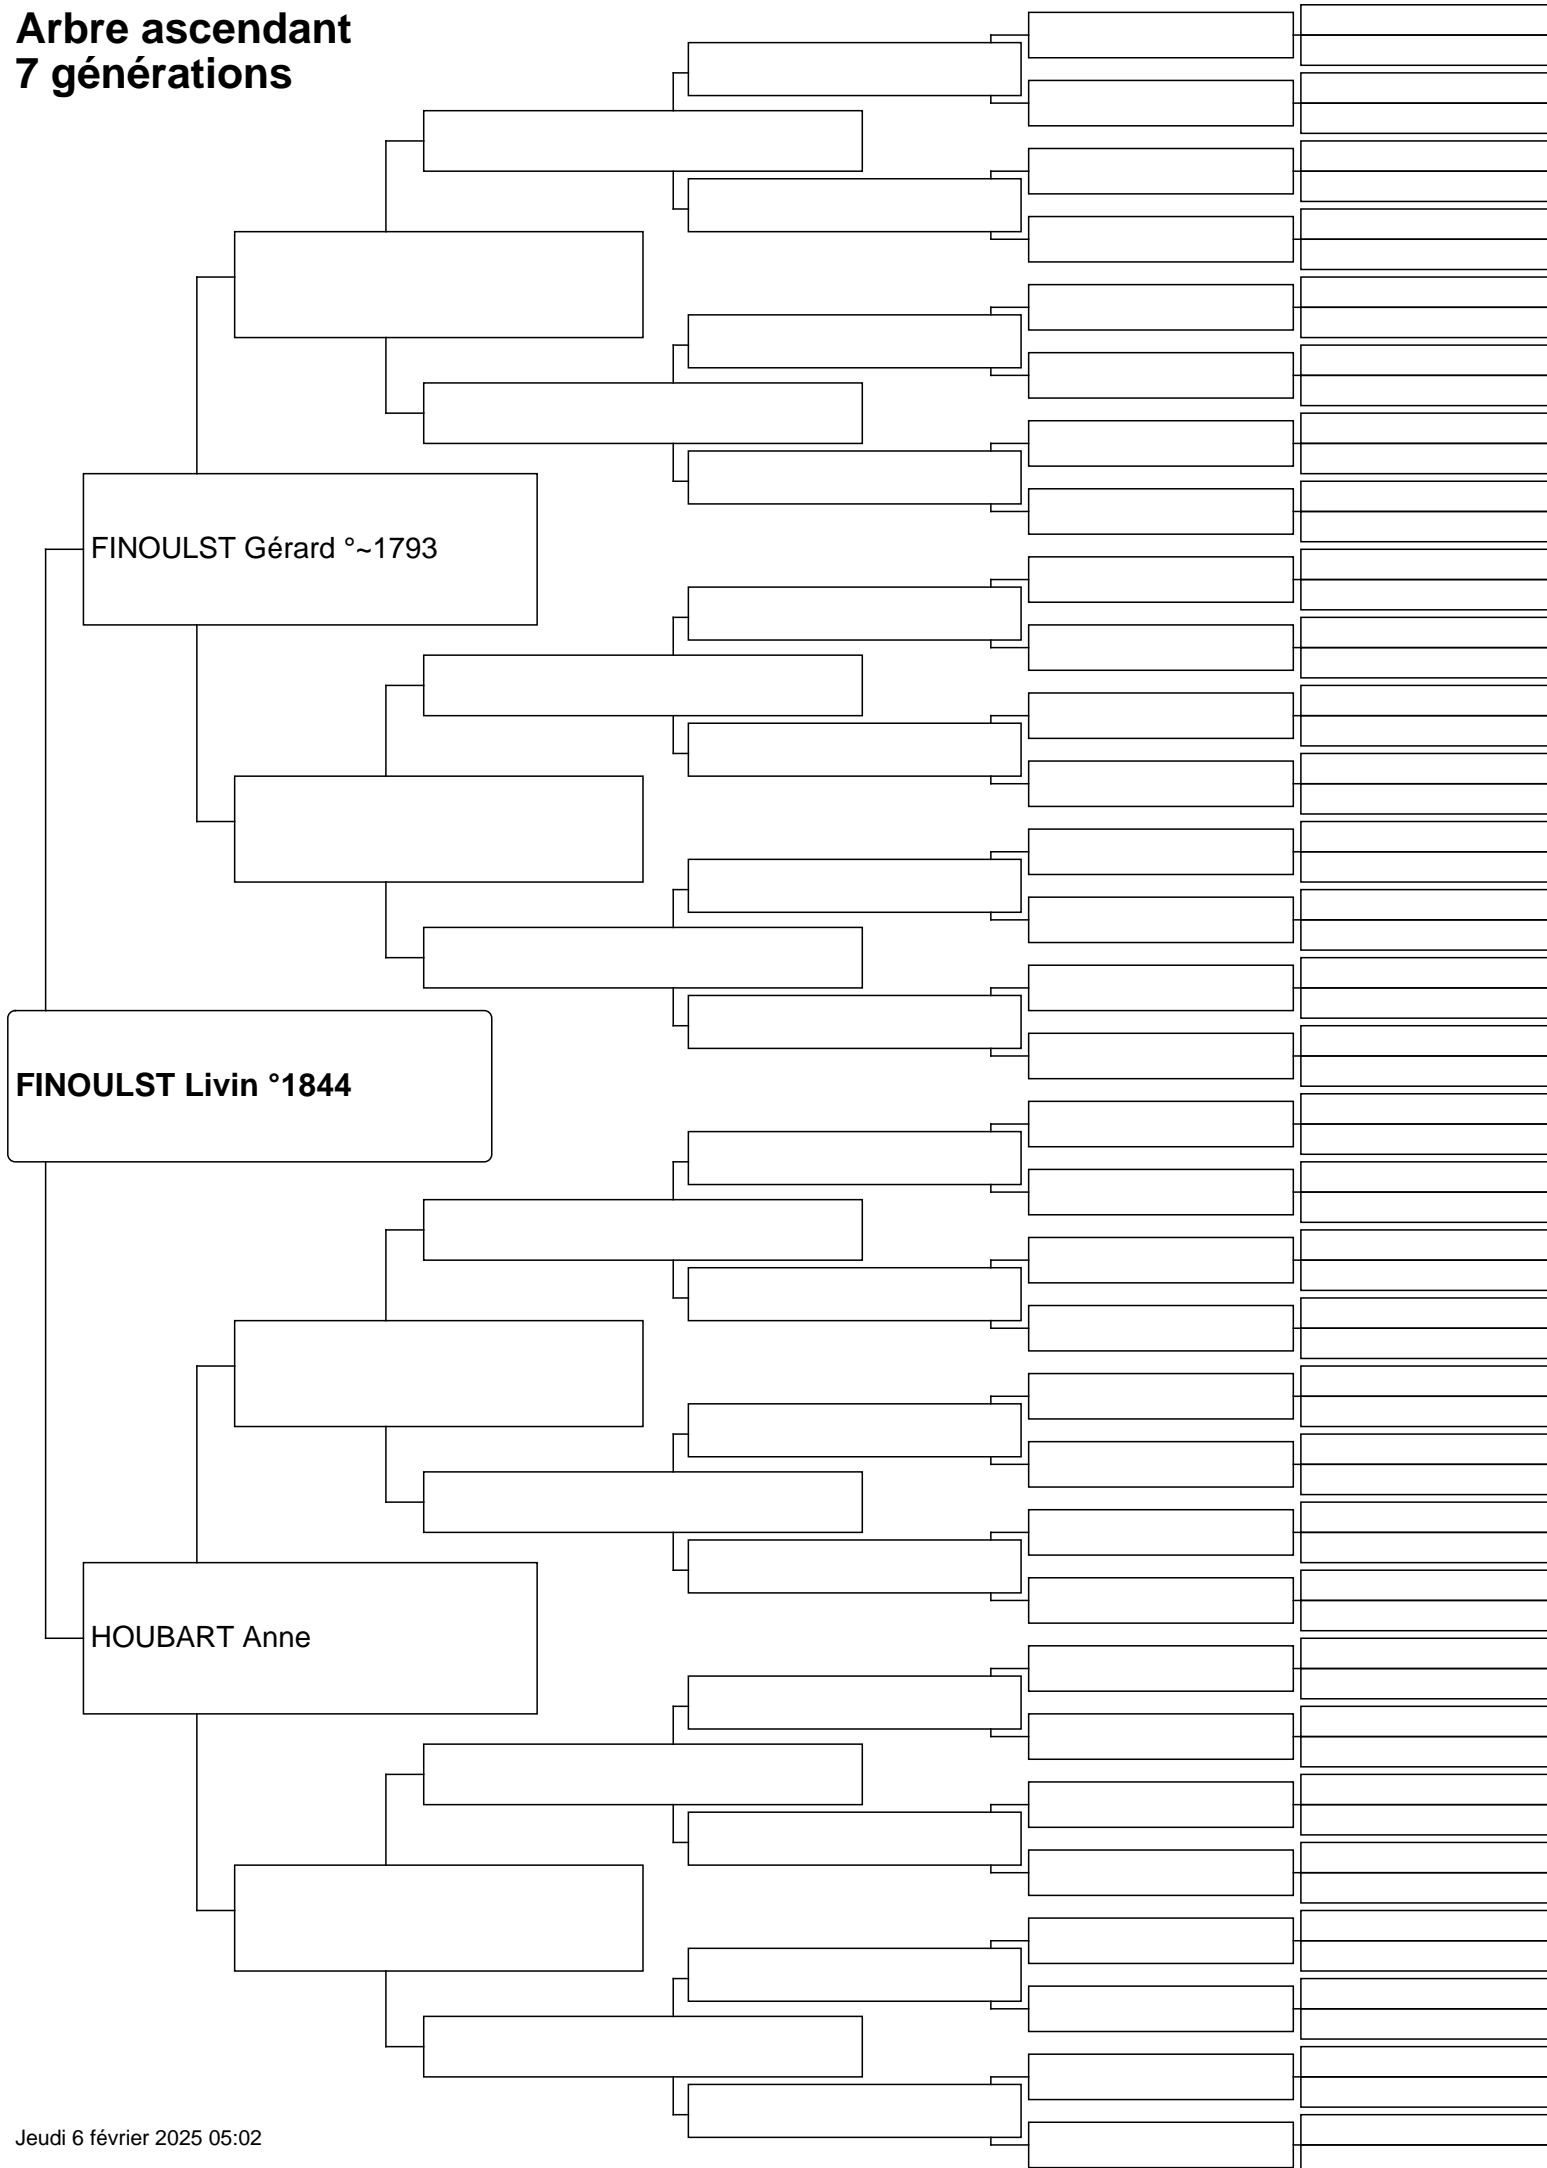 Arbre ascendant
7 générations
FINOULST Gérard °~1793
FINOULST Livin °1844
HOUBART Anne
Jeudi 6 février 2025 05:02